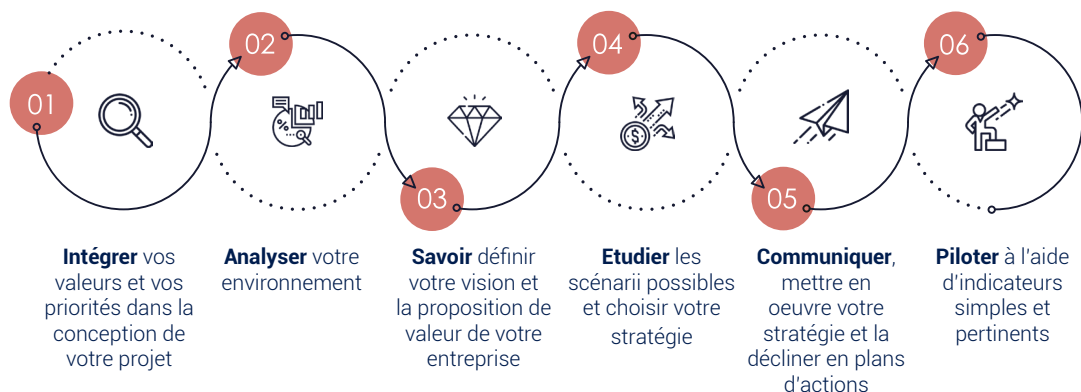 01
Intégrer vos
valeurs et vos
priorités dans la
conception de
votre projet
02
Analyser votre
environnement
03
Savoir définir
votre vision et
la proposition de
valeur de votre
entreprise
04
Etudier les
scénarii possibles
et choisir votre
stratégie
05
Communiquer,
mettre en
oeuvre votre
stratégie et la
décliner en plans
d'actions
06
Piloter à l'aide
d'indicateurs
simples et
pertinents